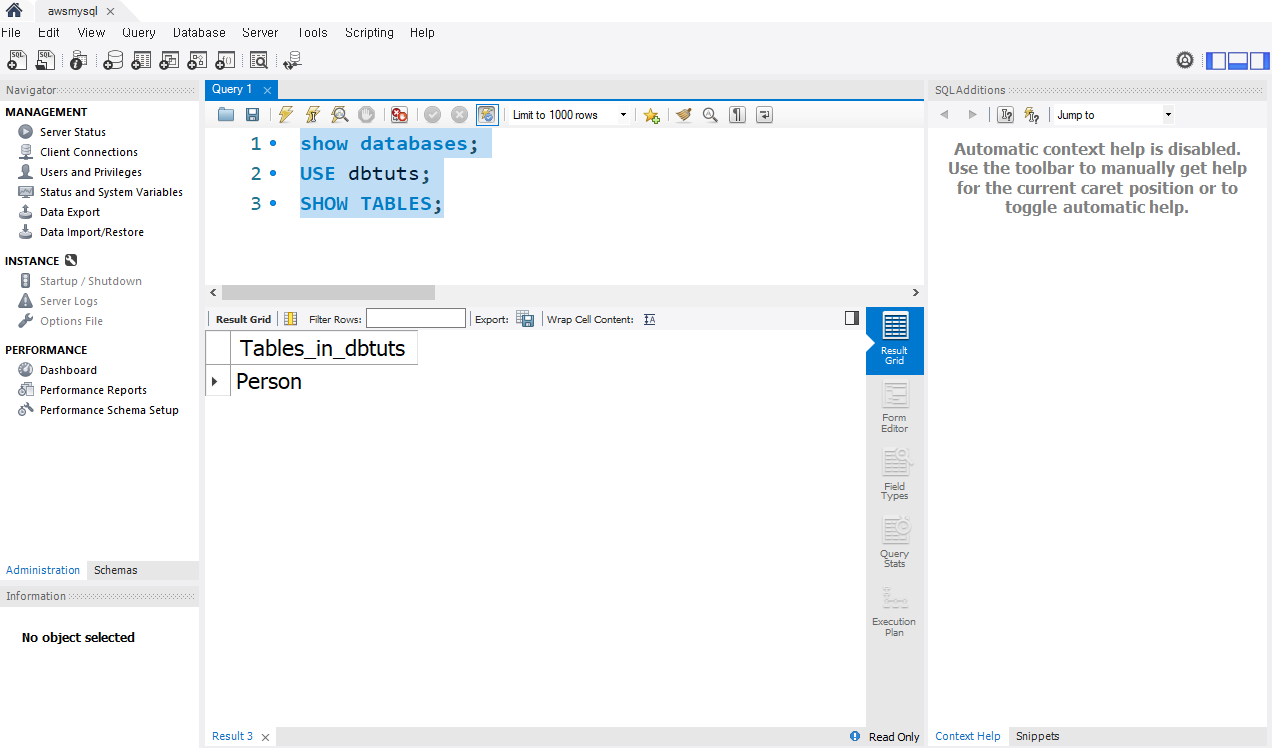 awsmysql
File Edit View Query Database Server Tools Scripting Help
Navigator
MANAGEMENT
Server Status
Client Connections
Users and Privileges
Status and System Variables
Data Export
Data Import/Restore
INSTANCE
Startup / Shutdown
Server Logs
Options File
PERFORMANCE
Dashboard
Performance Reports
Performance Schema Setup
Administration Schemas
Information
No object selected
Query 1
Limit to 1000 rows
1 show databases;
2 USE dbtuts;
3 SHOW TABLES;
Result Grid Filter Rows: Export: Wrap Cell Content:
Tables_in_dbtuts
Person
Result
Grid
Form
Editor
Field
Types
Query
Stats
Execution
Plan
Result 3 Read Only
SQLAdditions
Jump to
Automatic context help is disabled.
Use the toolbar to manually get help
for the current caret position or to
toggle automatic help.
Context Help Snippets